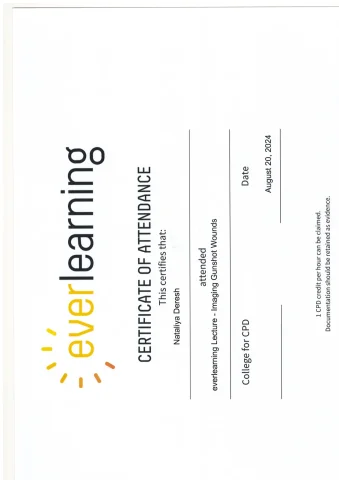 everlearning
CERTIFICATE OF ATTENDANCE
This certifies that:
Nataliya Deresh
attended
everlearning Lecture - Imaging Gunshot Wounds
College for CPD
Date
August 20, 2024
1 CPD credit per hour can be claimed.
Documentation should be retained as evidence.